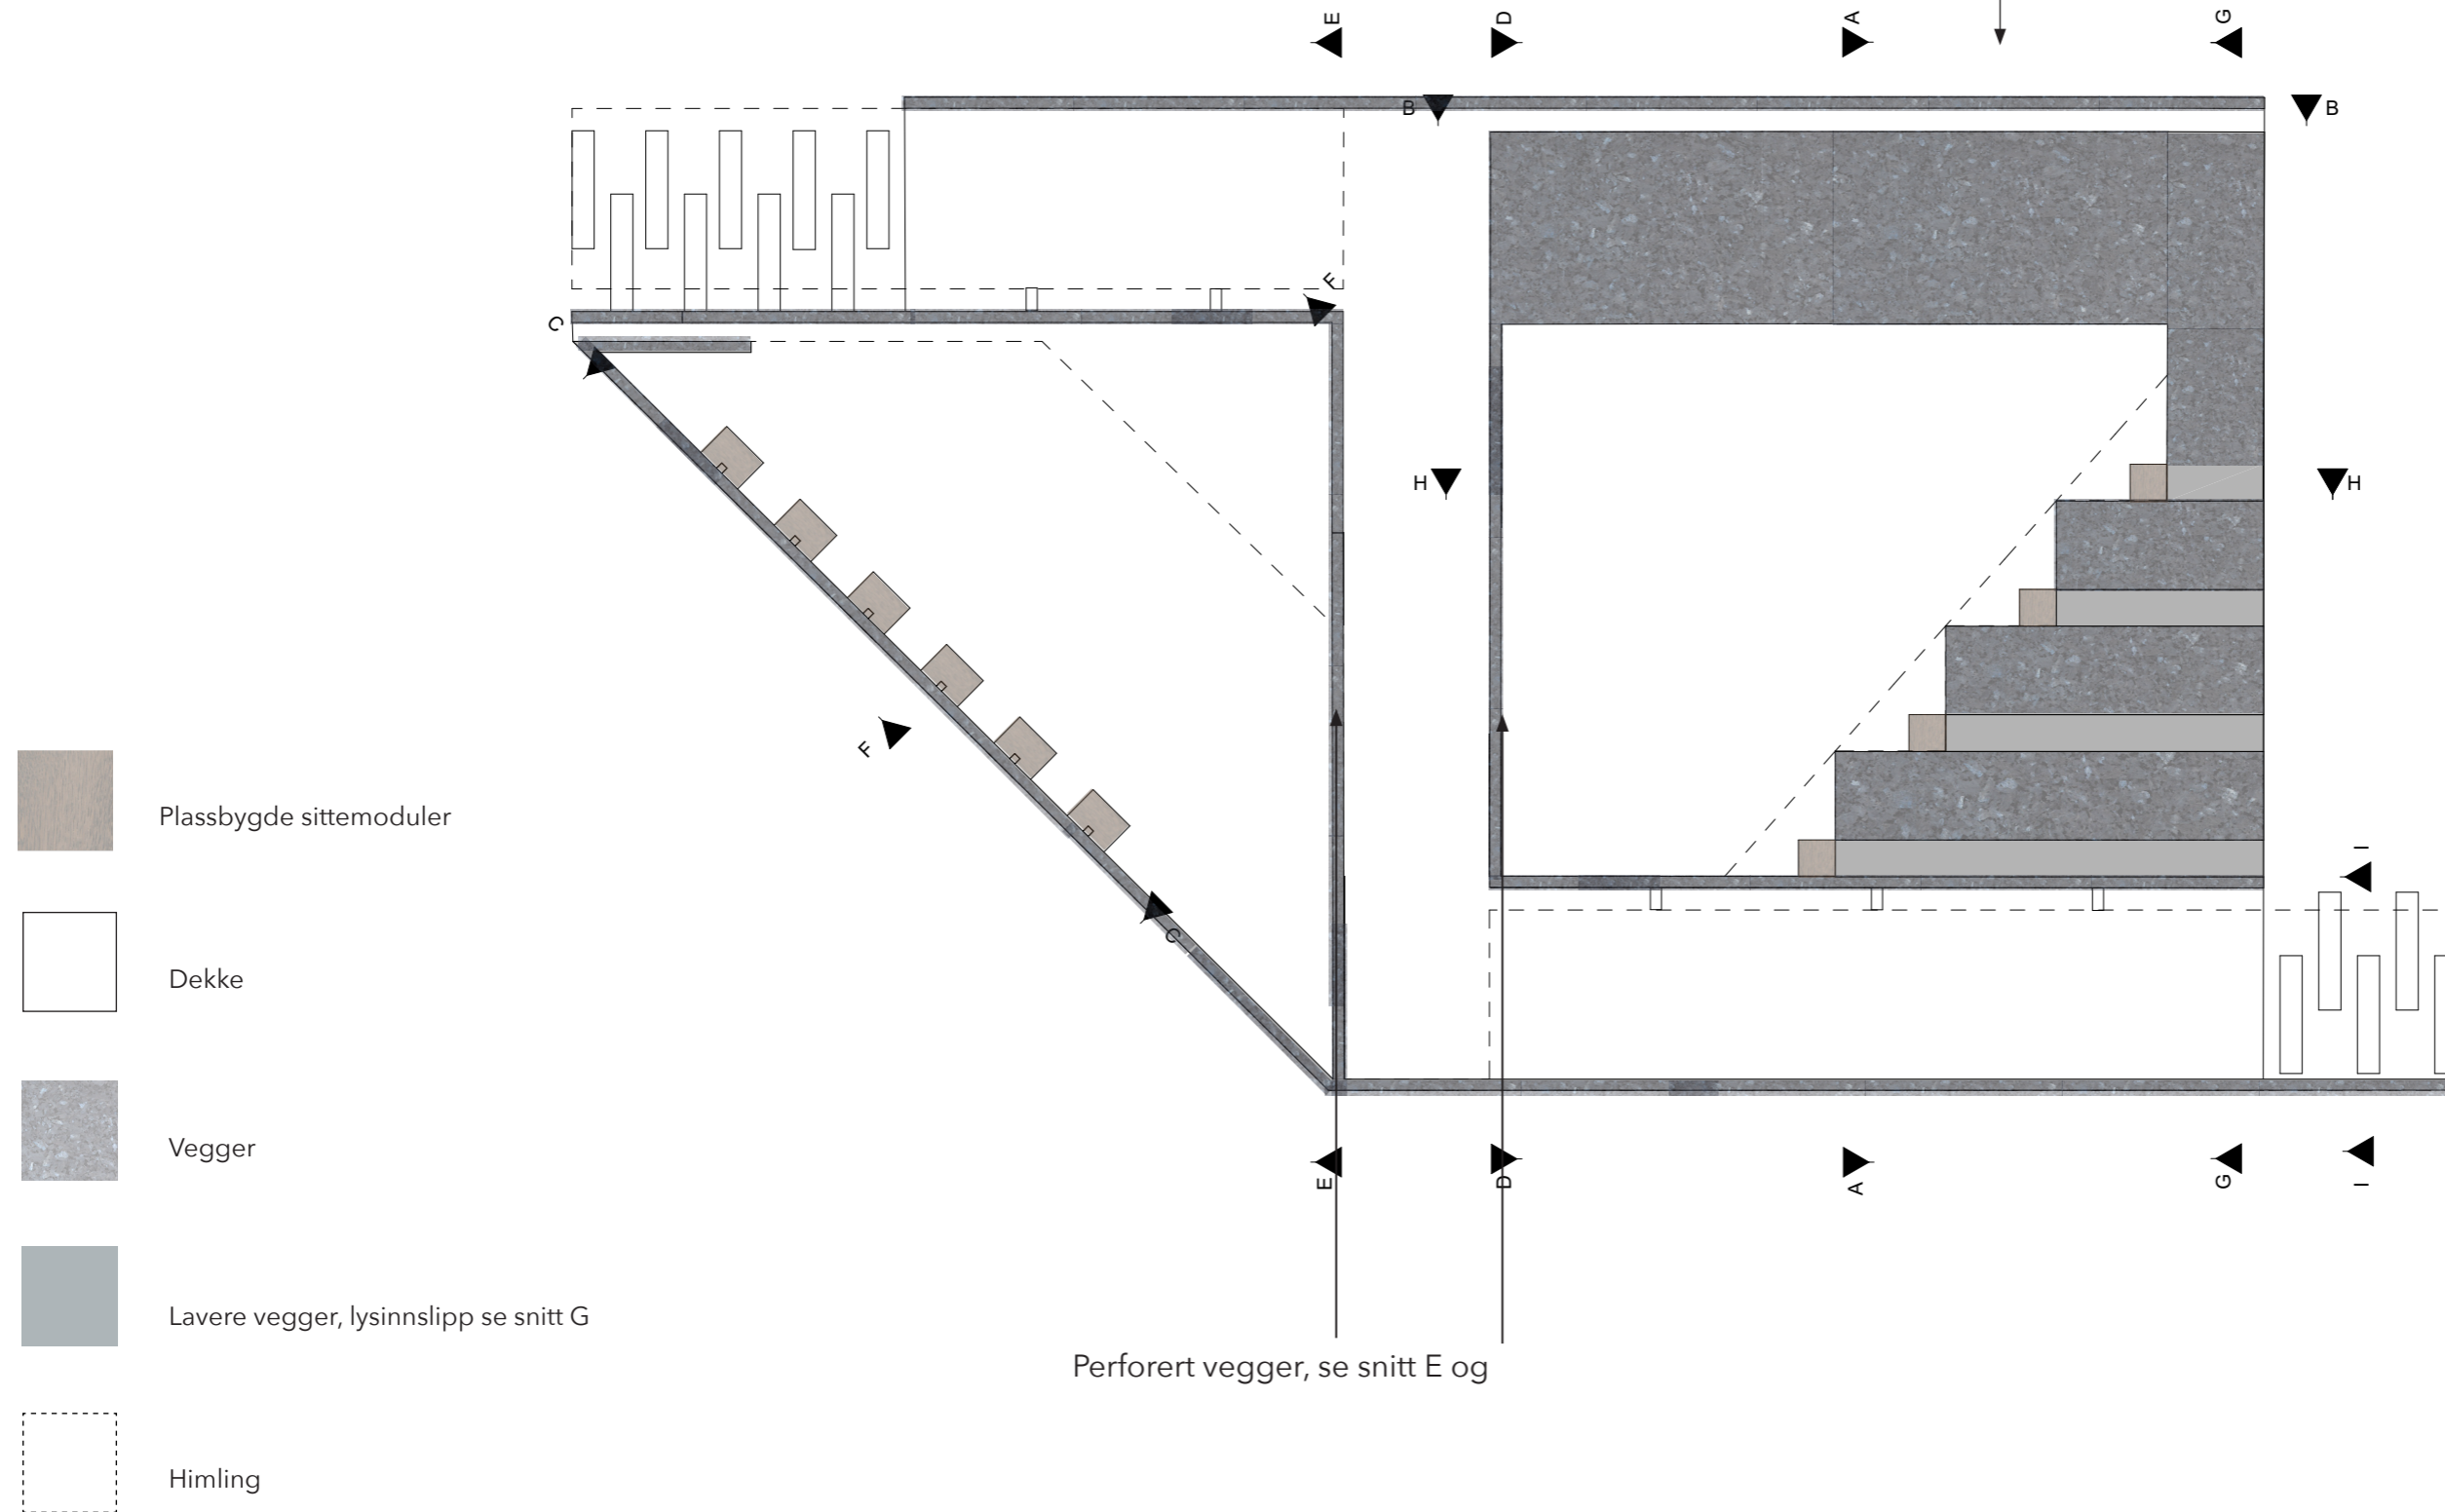 E D A G
B B
F
C
H H
F
I
C
Plassbygde sittemoduler
Dekke
Vegger
E D A G I
Lavere vegger, lysinnslipp se snitt G
Perforert vegger, se snitt E og
Himling